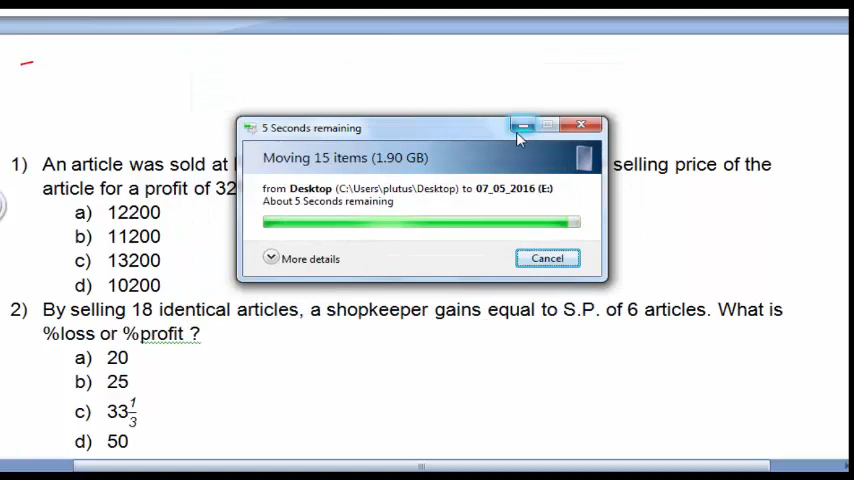 5 Seconds remaining
Moving 15 items (1.90 GB)
from Desktop (C:\Users\plutus\Desktop) to 07_05_2016 (E:)
About 5 Seconds remaining
More details
Cancel
1) An article was sold at selling price of the
article for a profit of 32
a) 12200
b) 11200
c) 13200
d) 10200
2) By selling 18 identical articles, a shopkeeper gains equal to S.P. of 6 articles. What is
%loss or %profit ?
a) 20
b) 25
c) 33 1/3
d) 50